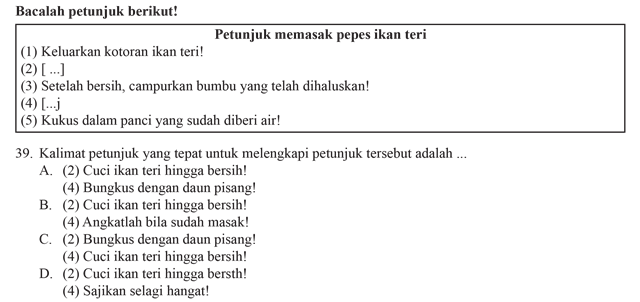 Bacalah petunjuk berikut!
Petunjuk memasak pepes ikan teri
(1) Keluarkan kotoran ikan teri!
(2) [ ...]
(3) Setelah bersih, campurkan bumbu yang telah dihaluskan!
(4) [...j
(5) Kukus dalam panci yang sudah diberi air!
39. Kalimat petunjuk yang tepat untuk melengkapi petunjuk tersebut adalah ...
A. (2) Cuci ikan teri hingga bersih!
(4) Bungkus dengan daun pisang!
B. (2) Cuci ikan teri hingga bersih!
(4) Angkatlah bila sudah masak!
C. (2) Bungkus dengan daun pisang!
(4) Cuci ikan teri hingga bersih!
D. (2) Cuci ikan teri hingga bersth!
(4) Sajikan selagi hangat!